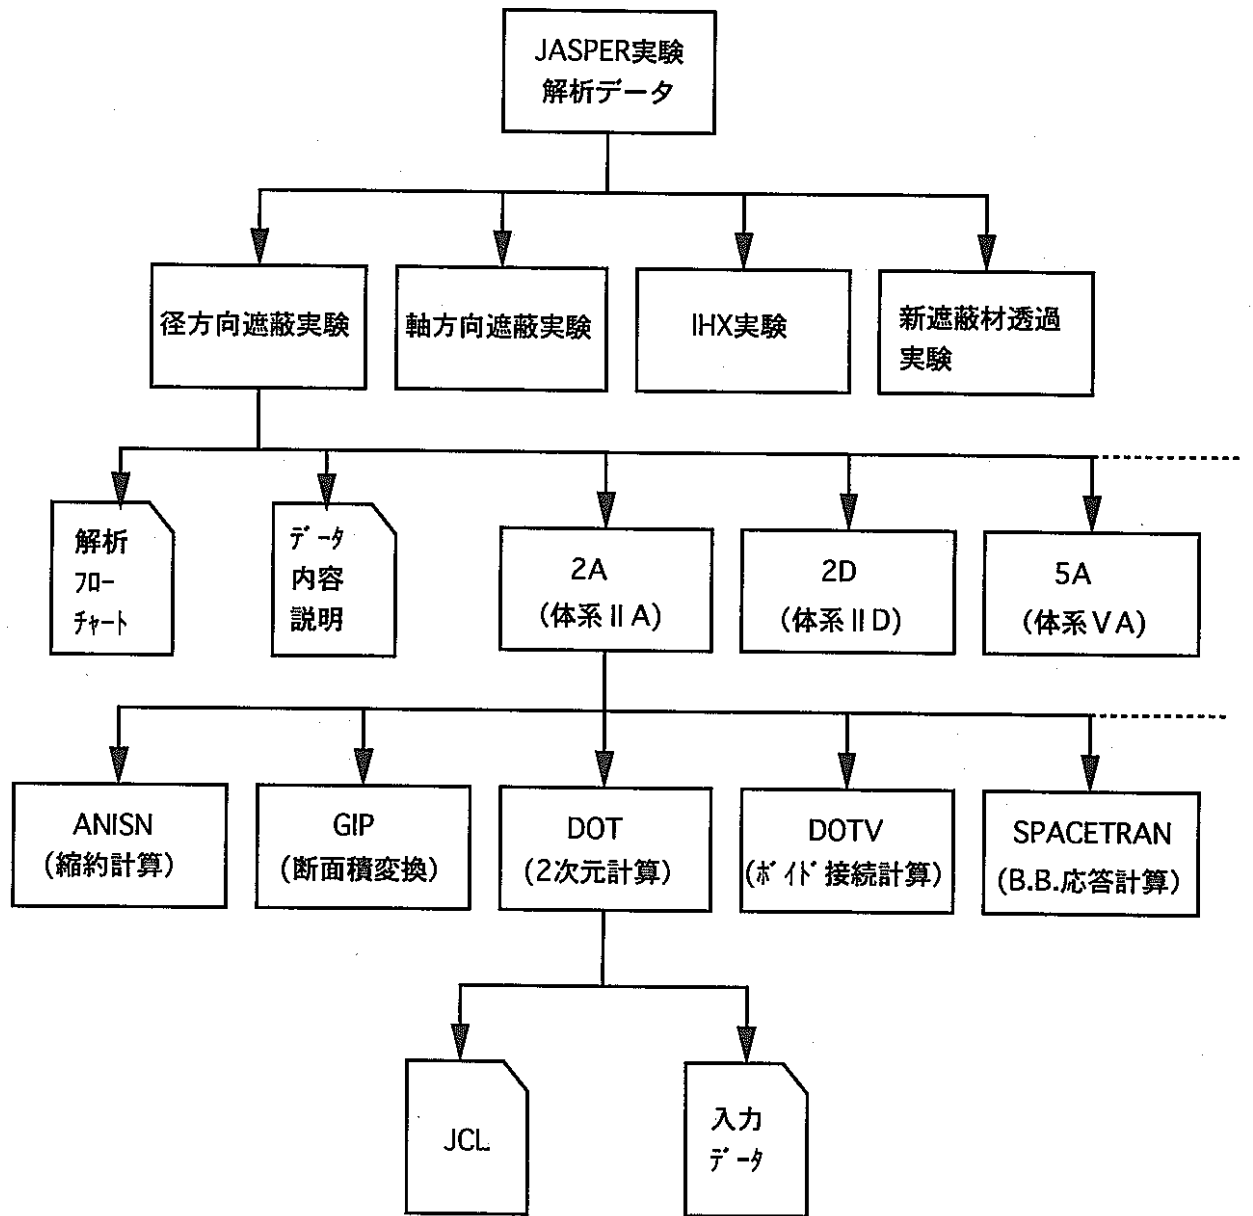 JASPER実験
解析データ
径方向遮蔽実験
軸方向遮蔽実験
IHX実験
新遮蔽材透過
実験
解析
フロー
チャート
データ
内容
説明
2A
(体系ⅡA)
2D
(体系ⅡD)
5A
(体系ⅤA)
ANISN
(縮約計算)
GIP
(断面積変換)
DOT
(2次元計算)
DOTV
(ボイド接続計算)
SPACETRAN
(B.B.応答計算)
JCL
入力
データ